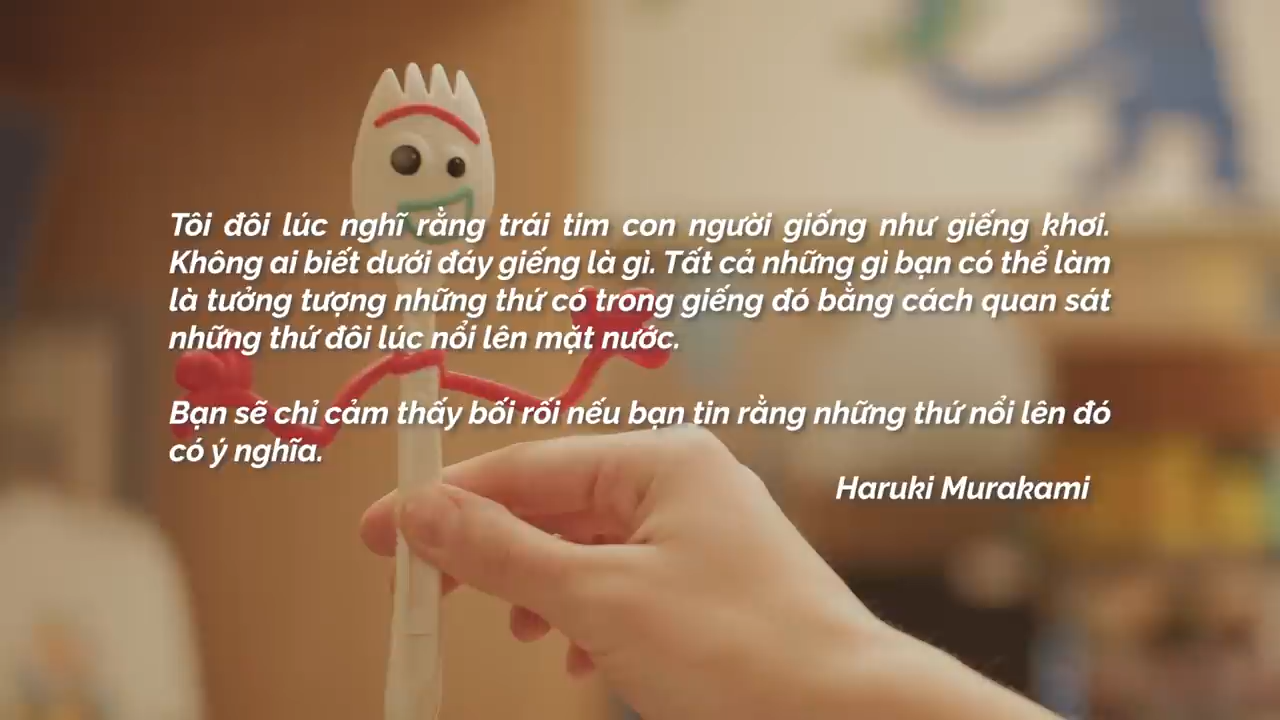 Tôi đôi lúc nghĩ rằng trái tim con người giống như giếng khơi.
Không ai biết dưới đáy giếng là gì. Tất cả những gì bạn có thể làm
là tưởng tượng những thứ có trong giếng đó bằng cách quan sát
những thứ đôi lúc nổi lên mặt nước.
Bạn sẽ chỉ cảm thấy bối rối nếu bạn tin rằng những thứ nổi lên đó
có ý nghĩa.
Haruki Murakami